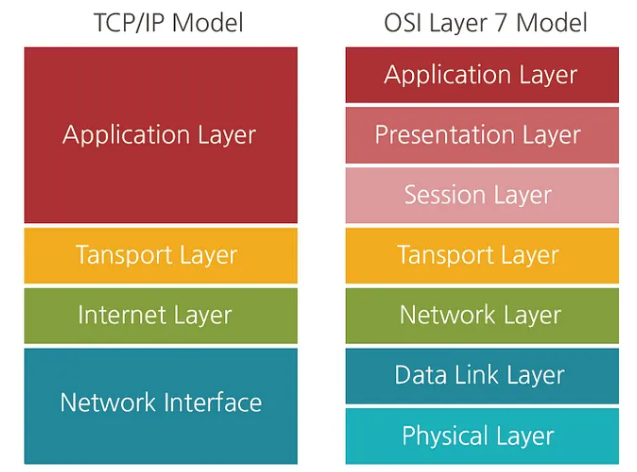 TCP/IP Model
Application Layer
Tansport Layer
Internet Layer
Network Interface
OSI Layer 7 Model
Application Layer
Presentation Layer
Session Layer
Tansport Layer
Network Layer
Data Link Layer
Physical Layer